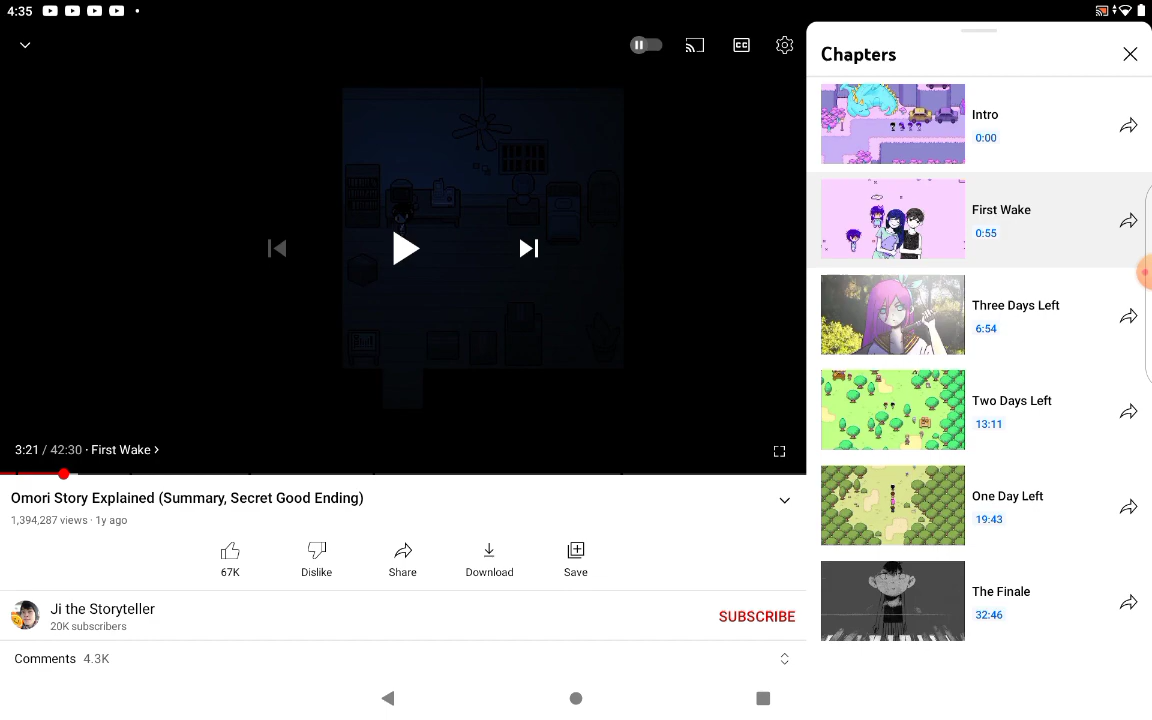 4:35
CC
Chapters
Intro
0:00
First Wake
0:55
Three Days Left
6:54
Two Days Left
13:11
One Day Left
19:43
The Finale
32:46
3:21 / 42:30 · First Wake
Omori Story Explained (Summary, Secret Good Ending)
1,394,287 views · 1y ago
67K
Dislike
Share
Download
Save
Ji the Storyteller
20K subscribers
SUBSCRIBE
Comments 4.3K